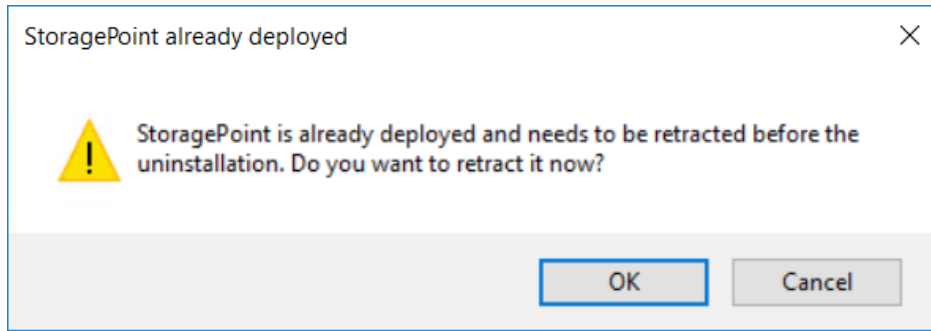 StoragePoint already deployed
StoragePoint is already deployed and needs to be retracted before the
uninstallation. Do you want to retract it now?
OK
Cancel